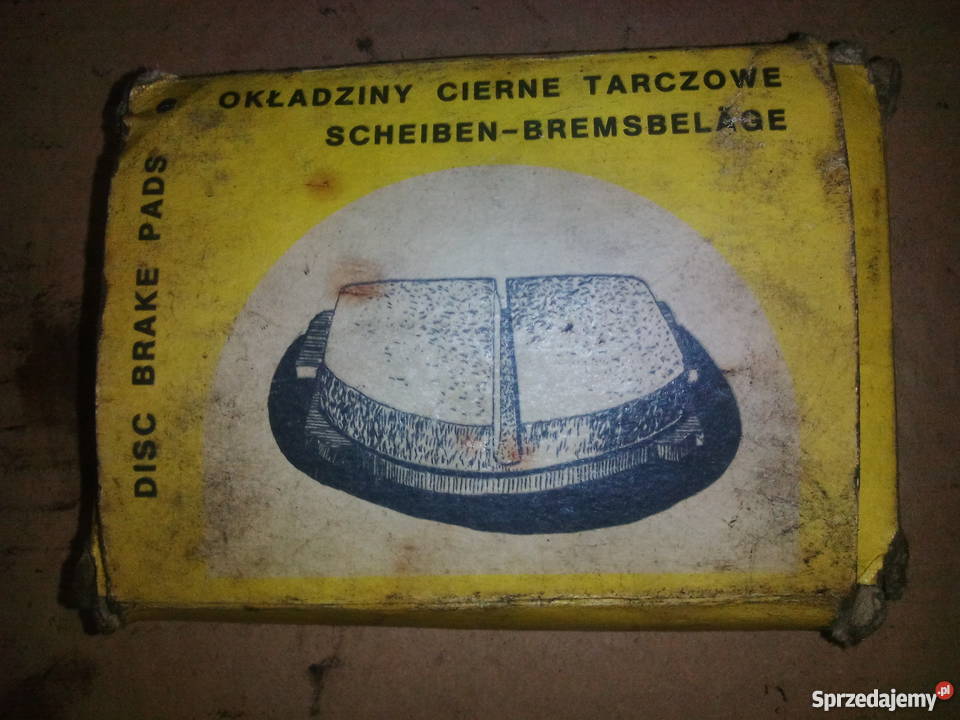 OKŁADZINY CIERNE TARCZOWE
SCHEIBEN-BREMSBELÄGE
DISC BRAKE PADS
Sprzedajemy.pl